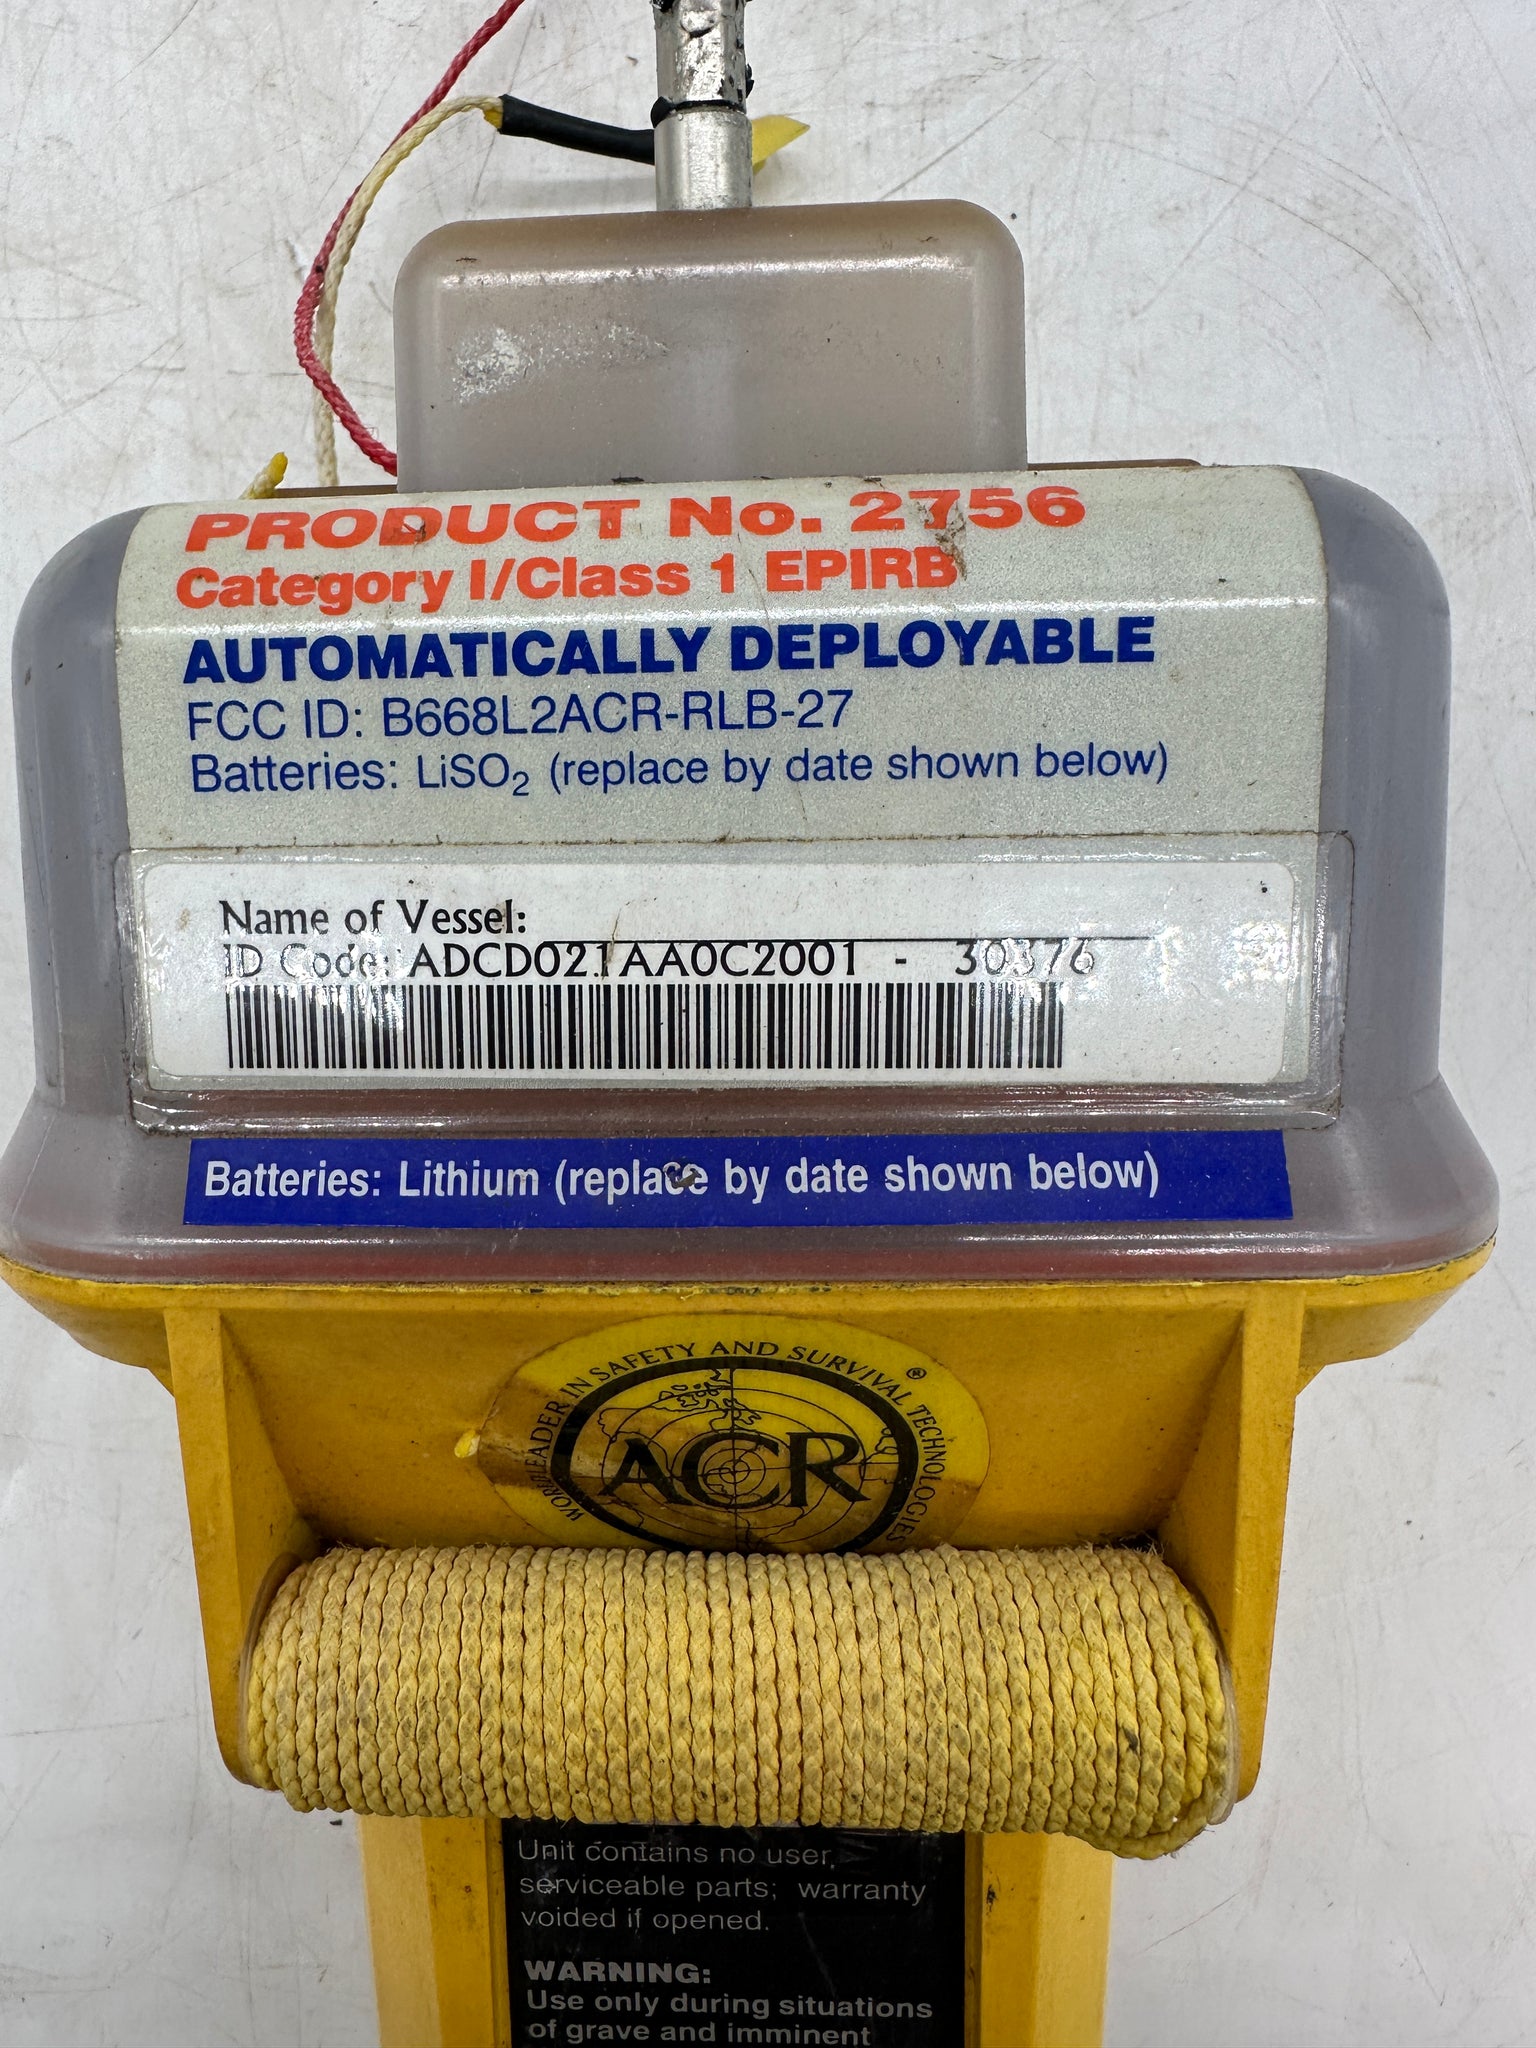 PRODUCT No. 2756
Category I/Class 1 EPIRB
AUTOMATICALLY DEPLOYABLE
FCC ID: B668L2ACR-RLB-27
Batteries: LiSO₂ (replace by date shown below)
Name of Vessel:
ID Code: ADCD021AA0C2001 - 30376
Batteries: Lithium (replace by date shown below)
WORLD LEADER IN SAFETY AND SURVIVAL TECHNOLOGIES ®
ACR
Unit contains no user,
serviceable parts; warranty
voided if opened.
WARNING:
Use only during situations
of grave and imminent